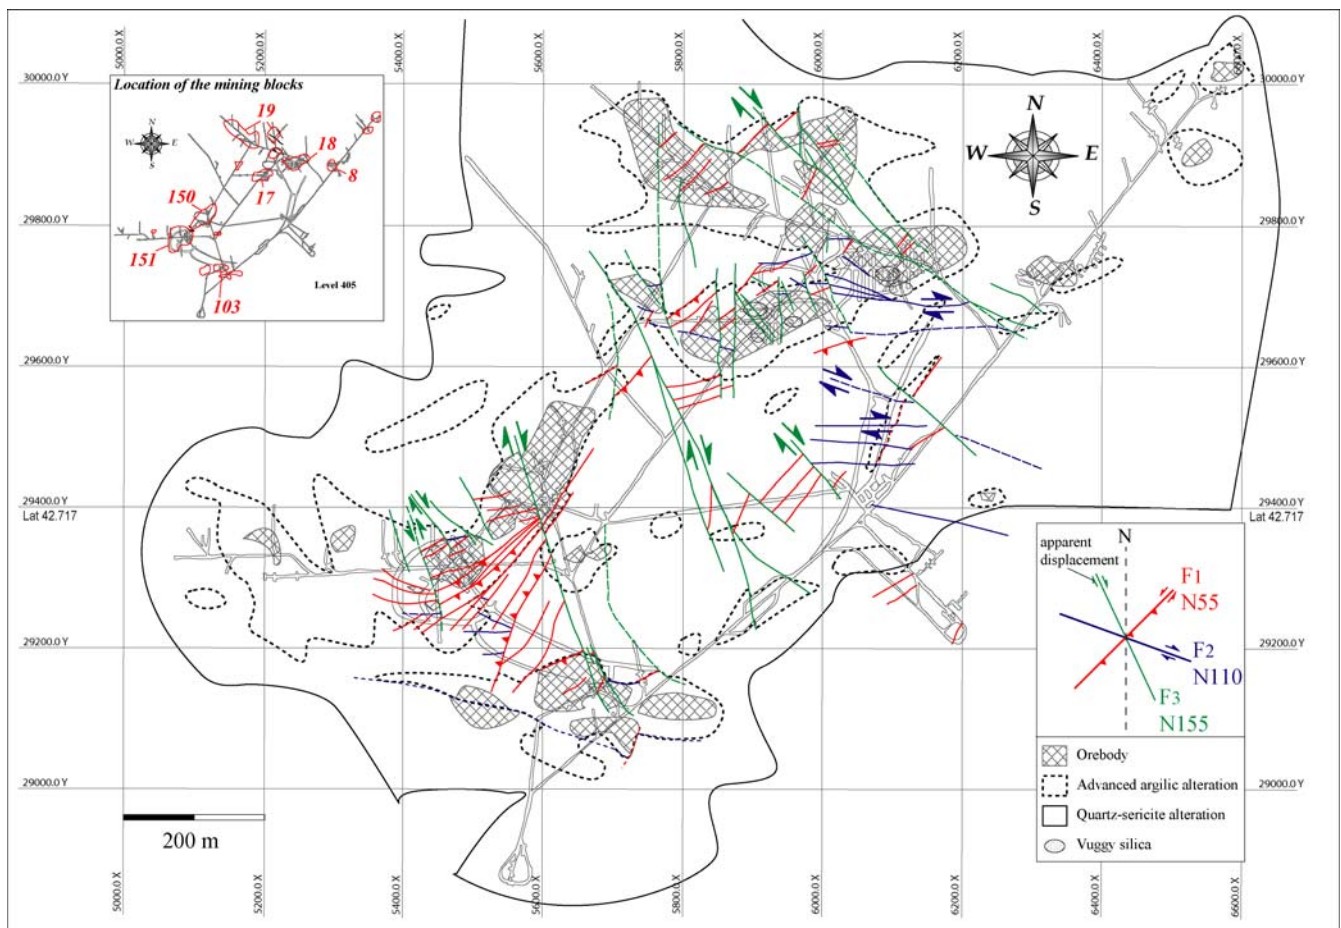 5000.0 X
5200.0 X
5400.0 X
5600.0 X
5800.0 X
6000.0 X
6200.0 X
6400.0 X
6600.0 X
30000.0 Y
30000.0 Y
Location of the mining blocks
N
W
E
S
19
18
8
17
150
151
103
Level 405
N
W
E
S
29800.0 Y
29800.0 Y
29600.0 Y
29600.0 Y
29400.0 Y
Lat 42.717
29400.0 Y
Lat 42.717
29200.0 Y
29200.0 Y
29000.0 Y
29000.0 Y
200 m
apparent
displacement
N
F1
N55
F2
N110
F3
N155
Orebody
Advanced argilic alteration
Quartz-sericite alteration
Vuggy silica
5000.0 X
5200.0 X
5400.0 X
5600.0 X
5800.0 X
6000.0 X
6200.0 X
6400.0 X
6600.0 X